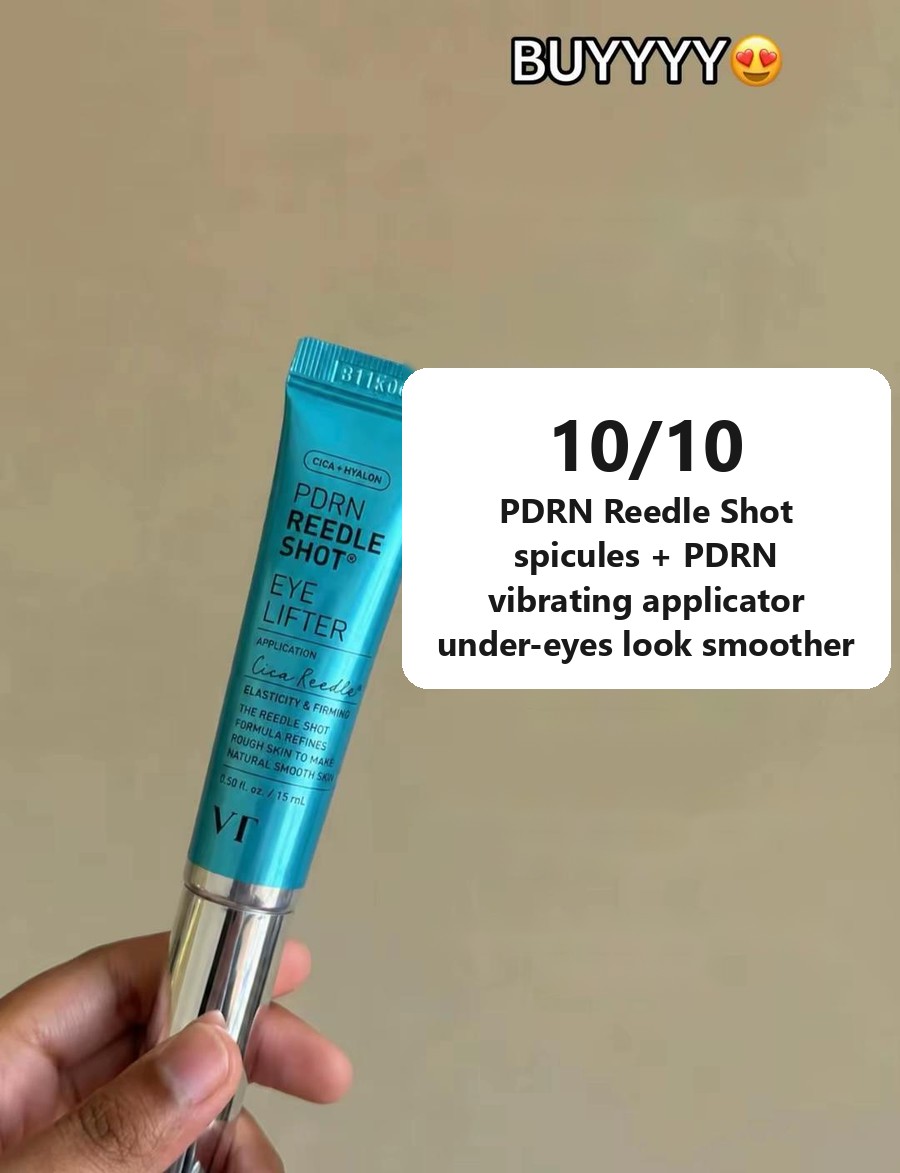 BUYYYY😍
CICA + HYALON
PDRN
REEDLE
SHOT®
EYE
LIFTER
APPLICATION
Cica Reedle®
ELASTICITY & FIRMING
THE REEDLE SHOT
FORMULA REFINES
ROUGH SKIN TO MAKE
NATURAL SMOOTH SKIN
0.50 fl. oz. / 15 mL
VT
10/10
PDRN Reedle Shot
spicules + PDRN
vibrating applicator
under-eyes look smoother